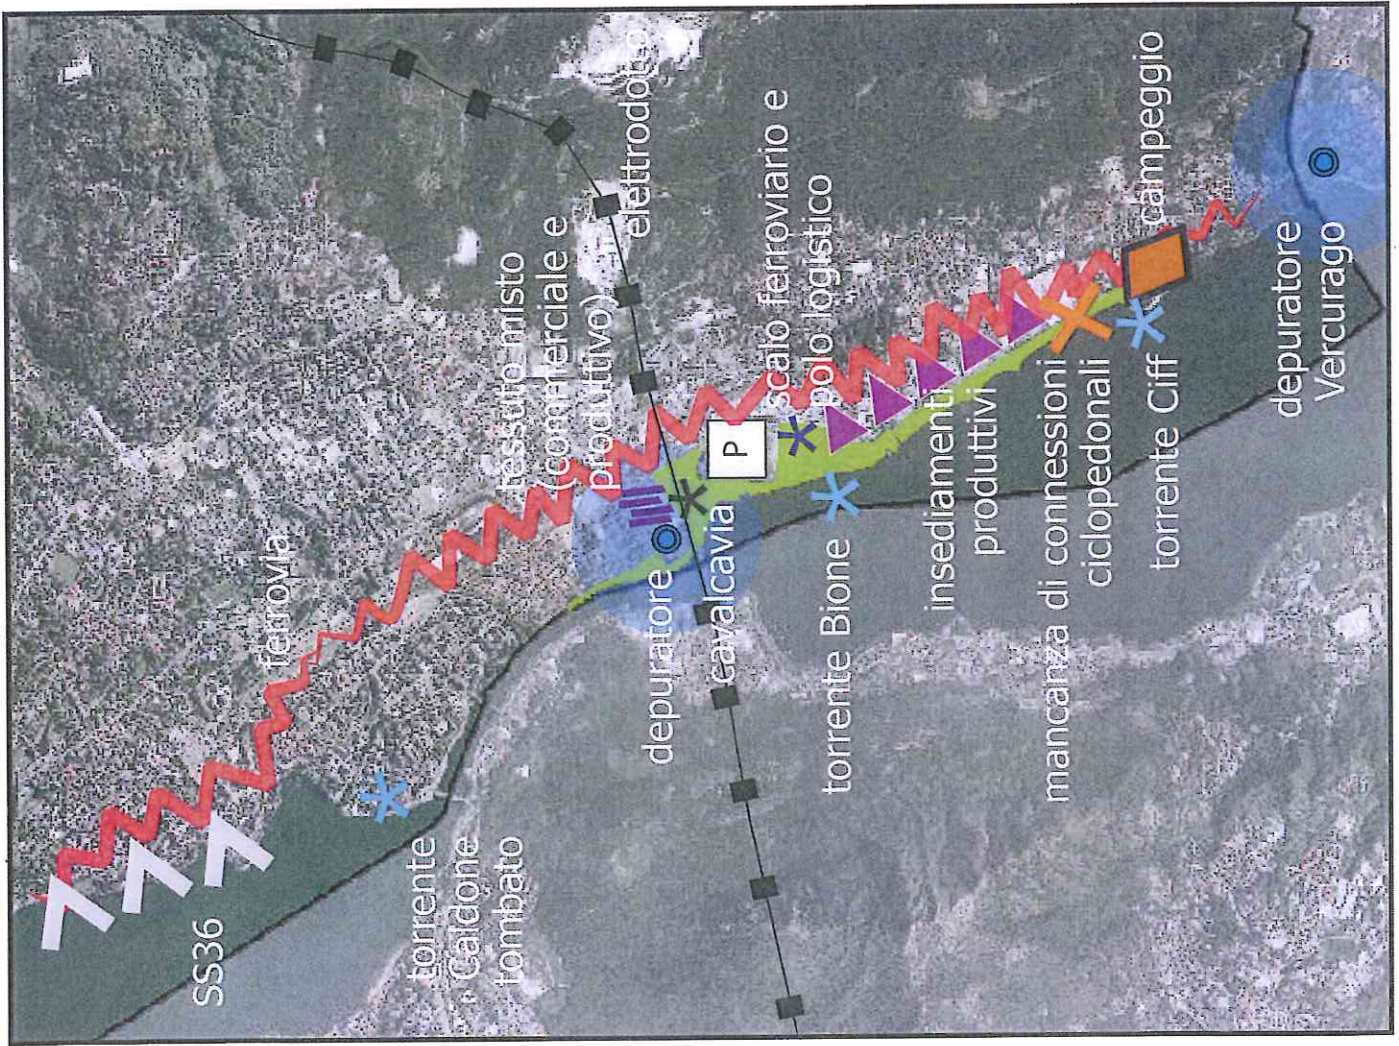 SS36
torrente
Caldone
tombato
ferrovia
tessuto misto
(commerciale e
produttivo)
elettrodotto
depuratore
cavalcavia
P
scalo ferroviario e
polo logistico
torrente Bione
insediamenti
produttivi
mancanza di connessioni
ciclopedonali
torrente Ciff
campeggio
depuratore
Vercurago